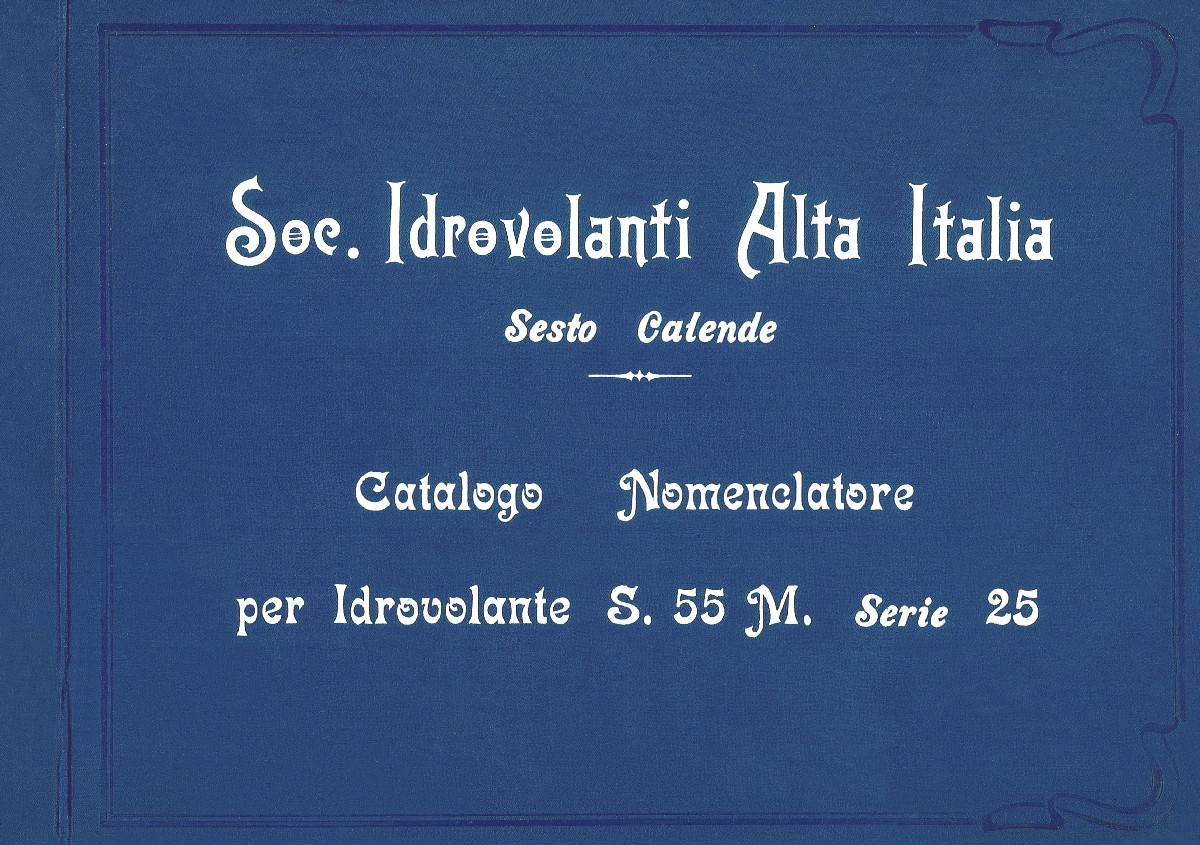 Soc. Idrovolanti Alta Italia
Sesto Calende
Catalogo Nomenclatore
per Idrovolante S. 55 M. Serie 25